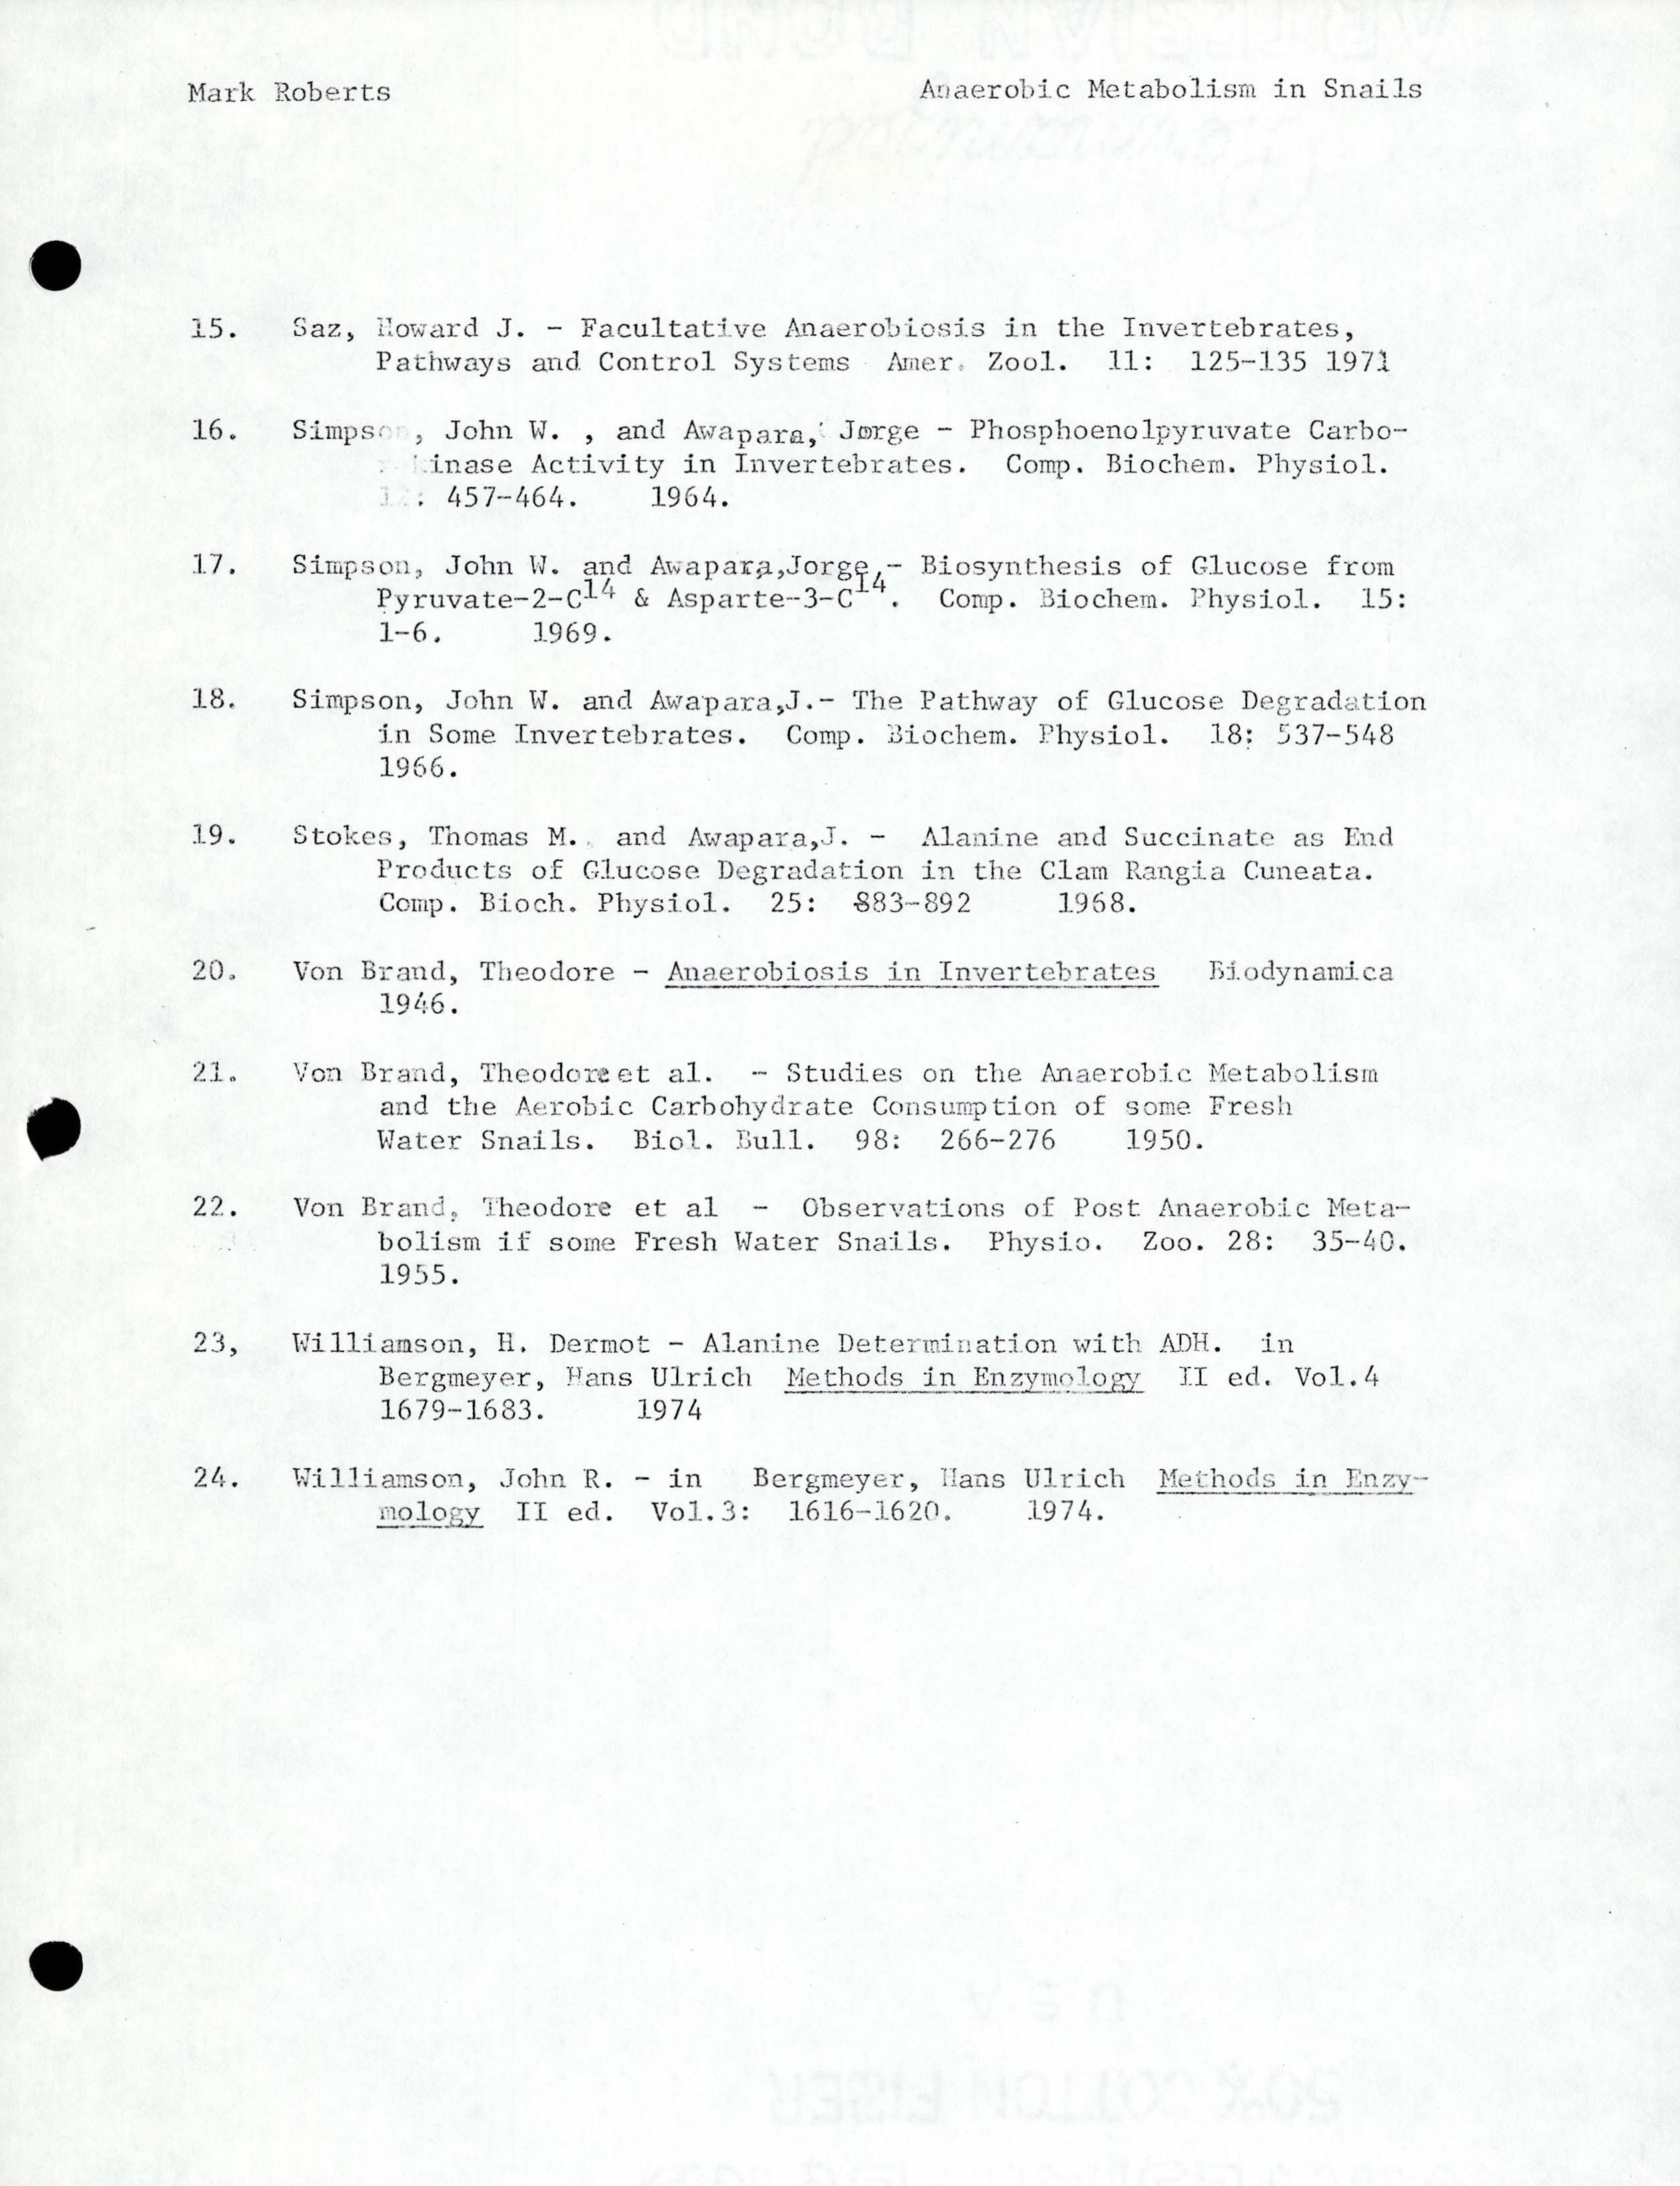 Mark Roberts
Anaerobic Metabolism in Snails
15. Saz, Howard J. - Facultative Anaerobiosis in the Invertebrates,
Pathways and Control Systems Amer. Zool. 11: 125-135 1971
16. Simpson, John W. , and Awapara, Jorge - Phosphoenolpyruvate Carbo-
kinase Activity in Invertebrates. Comp. Biochem. Physiol.
12: 457-464. 1964.
17. Simpson, John W. and Awapara,Jorge,- Biosynthesis of Glucose from
Pyruvate-2-C14 & Asparte-3-C14. Comp. Biochem. Physiol. 15:
1-6. 1969.
18. Simpson, John W. and Awapara,J.- The Pathway of Glucose Degradation
in Some Invertebrates. Comp. Biochem. Physiol. 18: 537-548
1966.
19. Stokes, Thomas M. and Awapara,J. - Alanine and Succinate as End
Products of Glucose Degradation in the Clam Rangia Cuneata.
Comp. Bioch. Physiol. 25: 883-892 1968.
20. Von Brand, Theodore - Anaerobiosis in Invertebrates Biodynamica
1946.
21. Von Brand, Theodore et al. - Studies on the Anaerobic Metabolism
and the Aerobic Carbohydrate Consumption of some Fresh
Water Snails. Biol. Bull. 98: 266-276 1950.
22. Von Brand, Theodore et al - Observations of Post Anaerobic Meta-
bolism if some Fresh Water Snails. Physio. Zoo. 28: 35-40.
1955.
23, Williamson, H. Dermot - Alanine Determination with ADH. in
Bergmeyer, Hans Ulrich Methods in Enzymology II ed. Vol.4
1679-1683. 1974
24. Williamson, John R. - in Bergmeyer, Hans Ulrich Methods in Enzy-
mology II ed. Vol.3: 1616-1620. 1974.